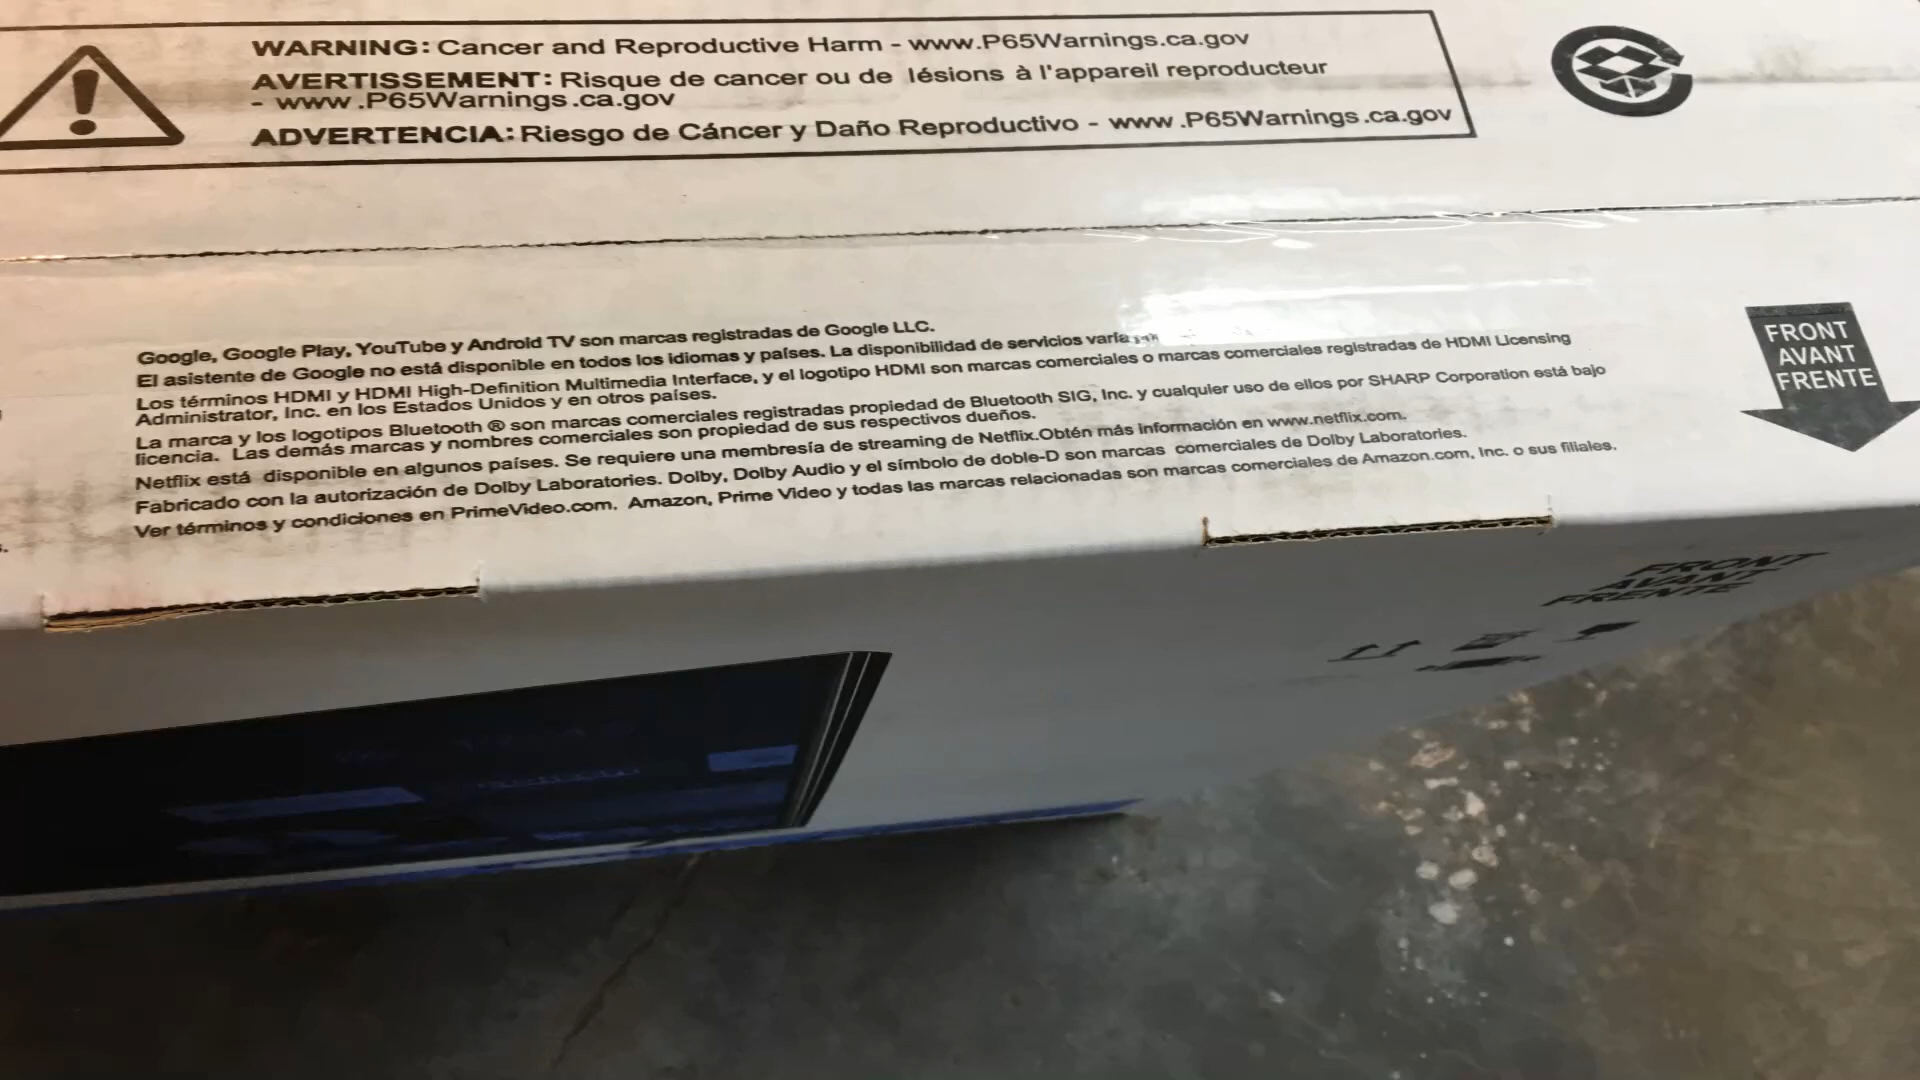 WARNING: Cancer and Reproductive Harm - www.P65Warnings.ca.gov
AVERTISSEMENT: Risque de cancer ou de lésions à l'appareil reproducteur
- www.P65Warnings.ca.gov
ADVERTENCIA: Riesgo de Cáncer y Daño Reproductivo - www.P65Warnings.ca.gov
Google, Google Play, YouTube y Android TV son marcas registradas de Google LLC.
El asistente de Google no está disponible en todos los idiomas y países. La disponibilidad de servicios varía
Los términos HDMI y HDMI High-Definition Multimedia Interface, y el logotipo HDMI son marcas comerciales o marcas comerciales registradas de HDMI Licensing
Administrator, Inc. en los Estados Unidos y en otros países.
La marca y los logotipos Bluetooth ® son marcas comerciales registradas propiedad de Bluetooth SIG, Inc. y cualquier uso de ellos por SHARP Corporation está bajo
licencia. Las demás marcas y nombres comerciales son propiedad de sus respectivos dueños.
Netflix está disponible en algunos países. Se requiere una membresía de streaming de Netflix.Obtén más información en www.netflix.com.
Fabricado con la autorización de Dolby Laboratories. Dolby, Dolby Audio y el símbolo de doble-D son marcas comerciales de Dolby Laboratories.
Ver términos y condiciones en PrimeVideo.com. Amazon, Prime Video y todas las marcas relacionadas son marcas comerciales de Amazon.com, Inc. o sus filiales.
FRONT
AVANT
FRENTE
FRONT
AVANT
FRENTE